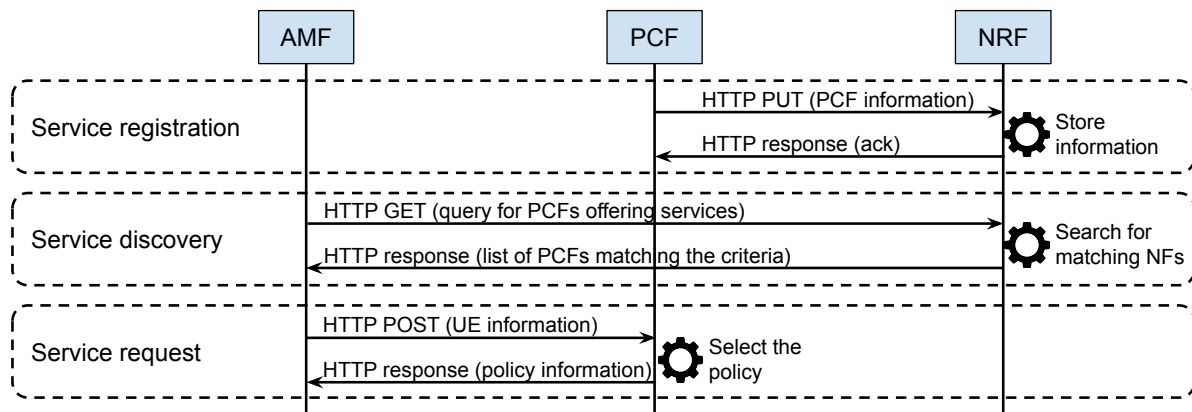 AMF
PCF
NRF
Service registration
HTTP PUT (PCF information)
HTTP response (ack)
Store
information
Service discovery
HTTP GET (query for PCFs offering services)
HTTP response (list of PCFs matching the criteria)
Search for
matching NFs
Service request
HTTP POST (UE information)
HTTP response (policy information)
Select the
policy